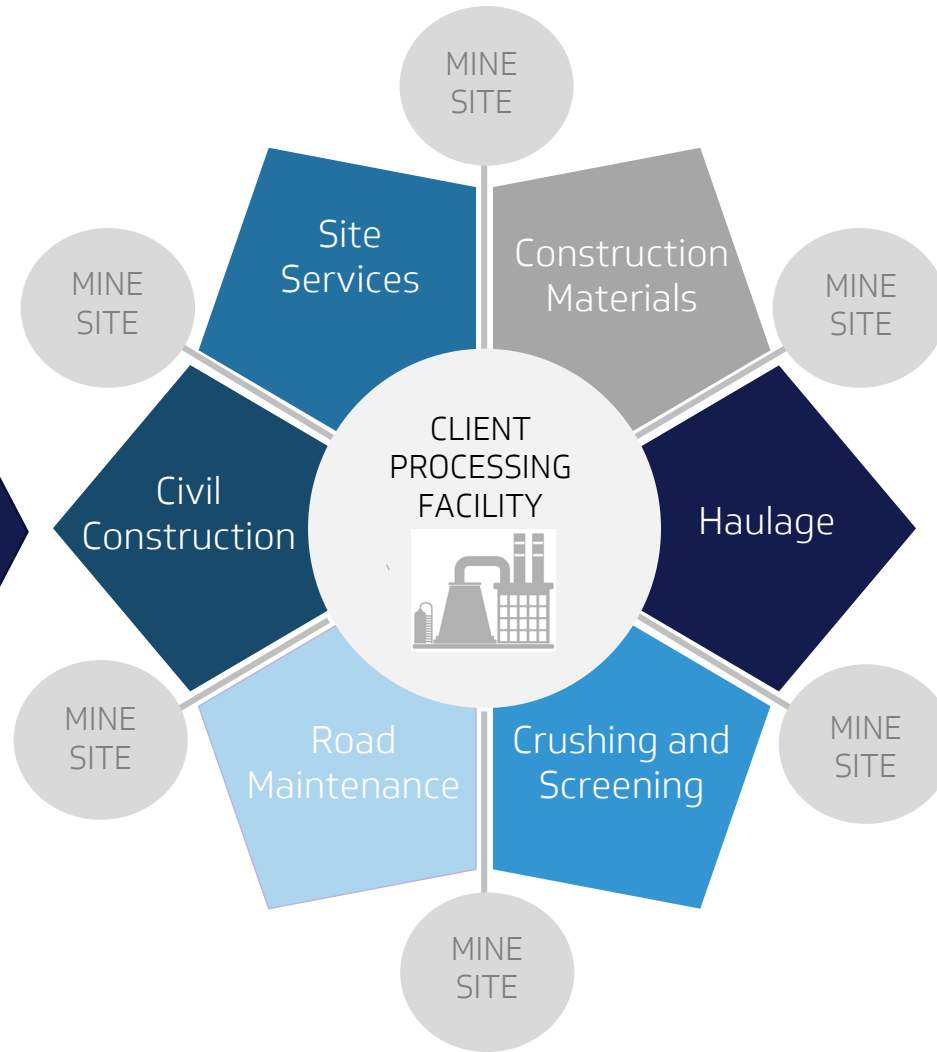 MINE
SITE
Site
Services
Construction
Materials
MINE
SITE
MINE
SITE
CLIENT
PROCESSING
FACILITY
Civil
Construction
Haulage
MINE
SITE
MINE
SITE
Road
Maintenance
Crushing and
Screening
MINE
SITE